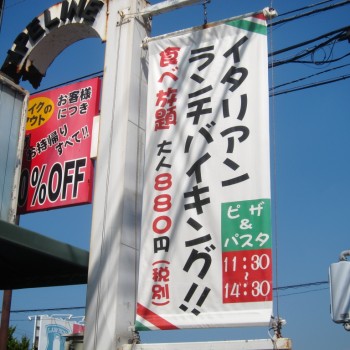 イタリアン
ランチバイキング!!
食べ放題 大人880円(税別)
ピザ
&
パスタ
11:30
～
14:30
お客様
につき
お持帰り
すべて!!
%OFF